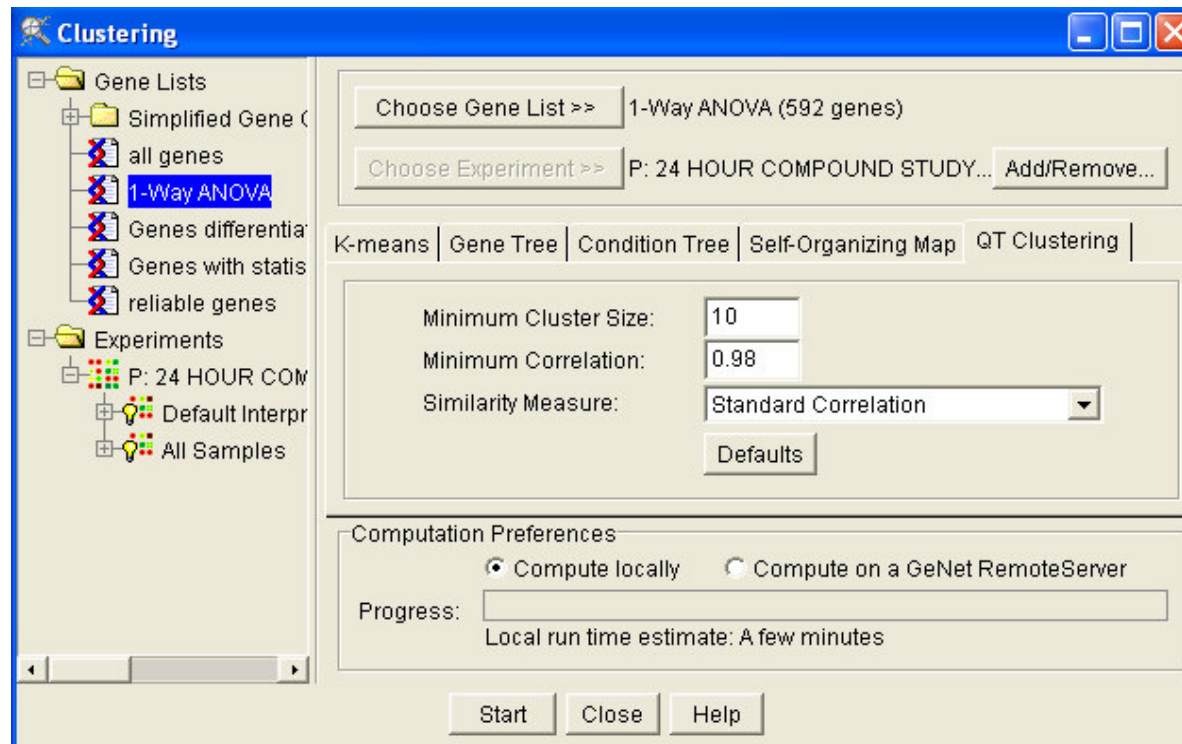 Clustering
Gene Lists
Simplified Gene (
all genes
1-Way ANOVA
Genes differentia
Genes with statis
reliable genes
Experiments
P: 24 HOUR COM
Default Interpr
All Samples
Choose Gene List >> 1-Way ANOVA (592 genes)
Choose Experiment >> P: 24 HOUR COMPOUND STUDY... Add/Remove...
K-means Gene Tree Condition Tree Self-Organizing Map QT Clustering
Minimum Cluster Size: 10
Minimum Correlation: 0.98
Similarity Measure: Standard Correlation
Defaults
Computation Preferences
Compute locally Compute on a GeNet RemoteServer
Progress:
Local run time estimate: A few minutes
Start Close Help